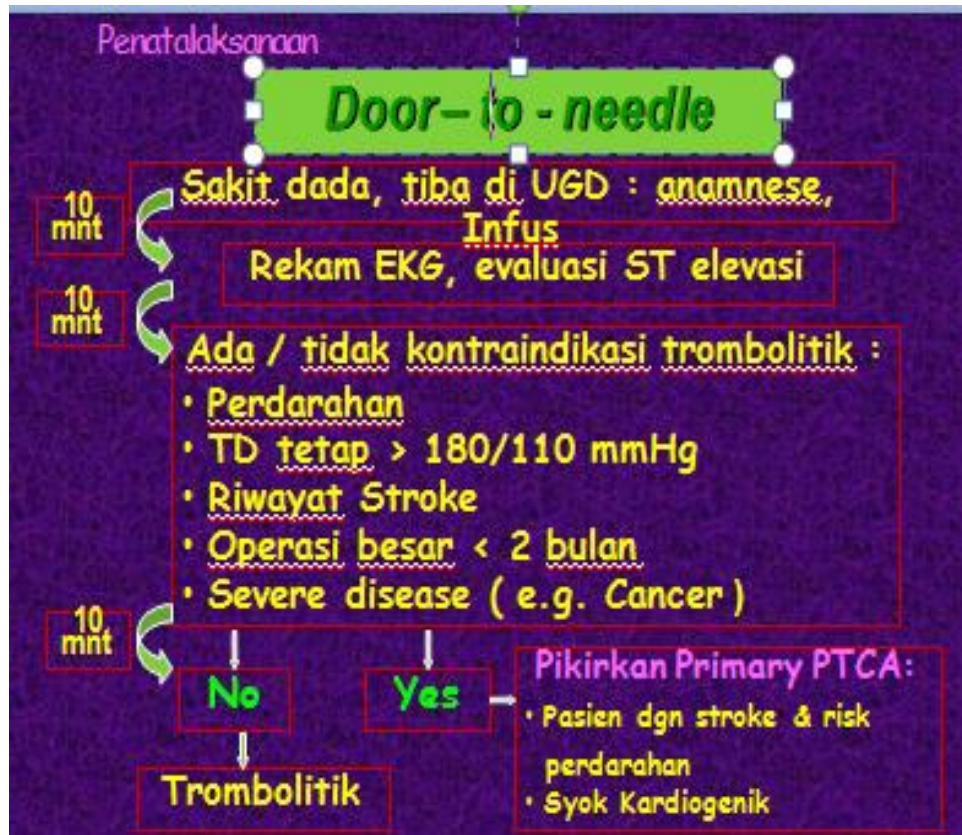 Penatalaksanaan
Door – to - needle
Sakit dada, tiba di UGD : anamnese,
Infus
10
mnt
Rekam EKG, evaluasi ST elevasi
10
mnt
Ada / tidak kontraindikasi trombolitik :
• Perdarahan
• TD tetap > 180/110 mmHg
• Riwayat Stroke
• Operasi besar < 2 bulan
• Severe disease ( e.g. Cancer )
10
mnt
No
Yes
Pikirkan Primary PTCA:
• Pasien dgn stroke & risk
perdarahan
• Syok Kardiogenik
Trombolitik